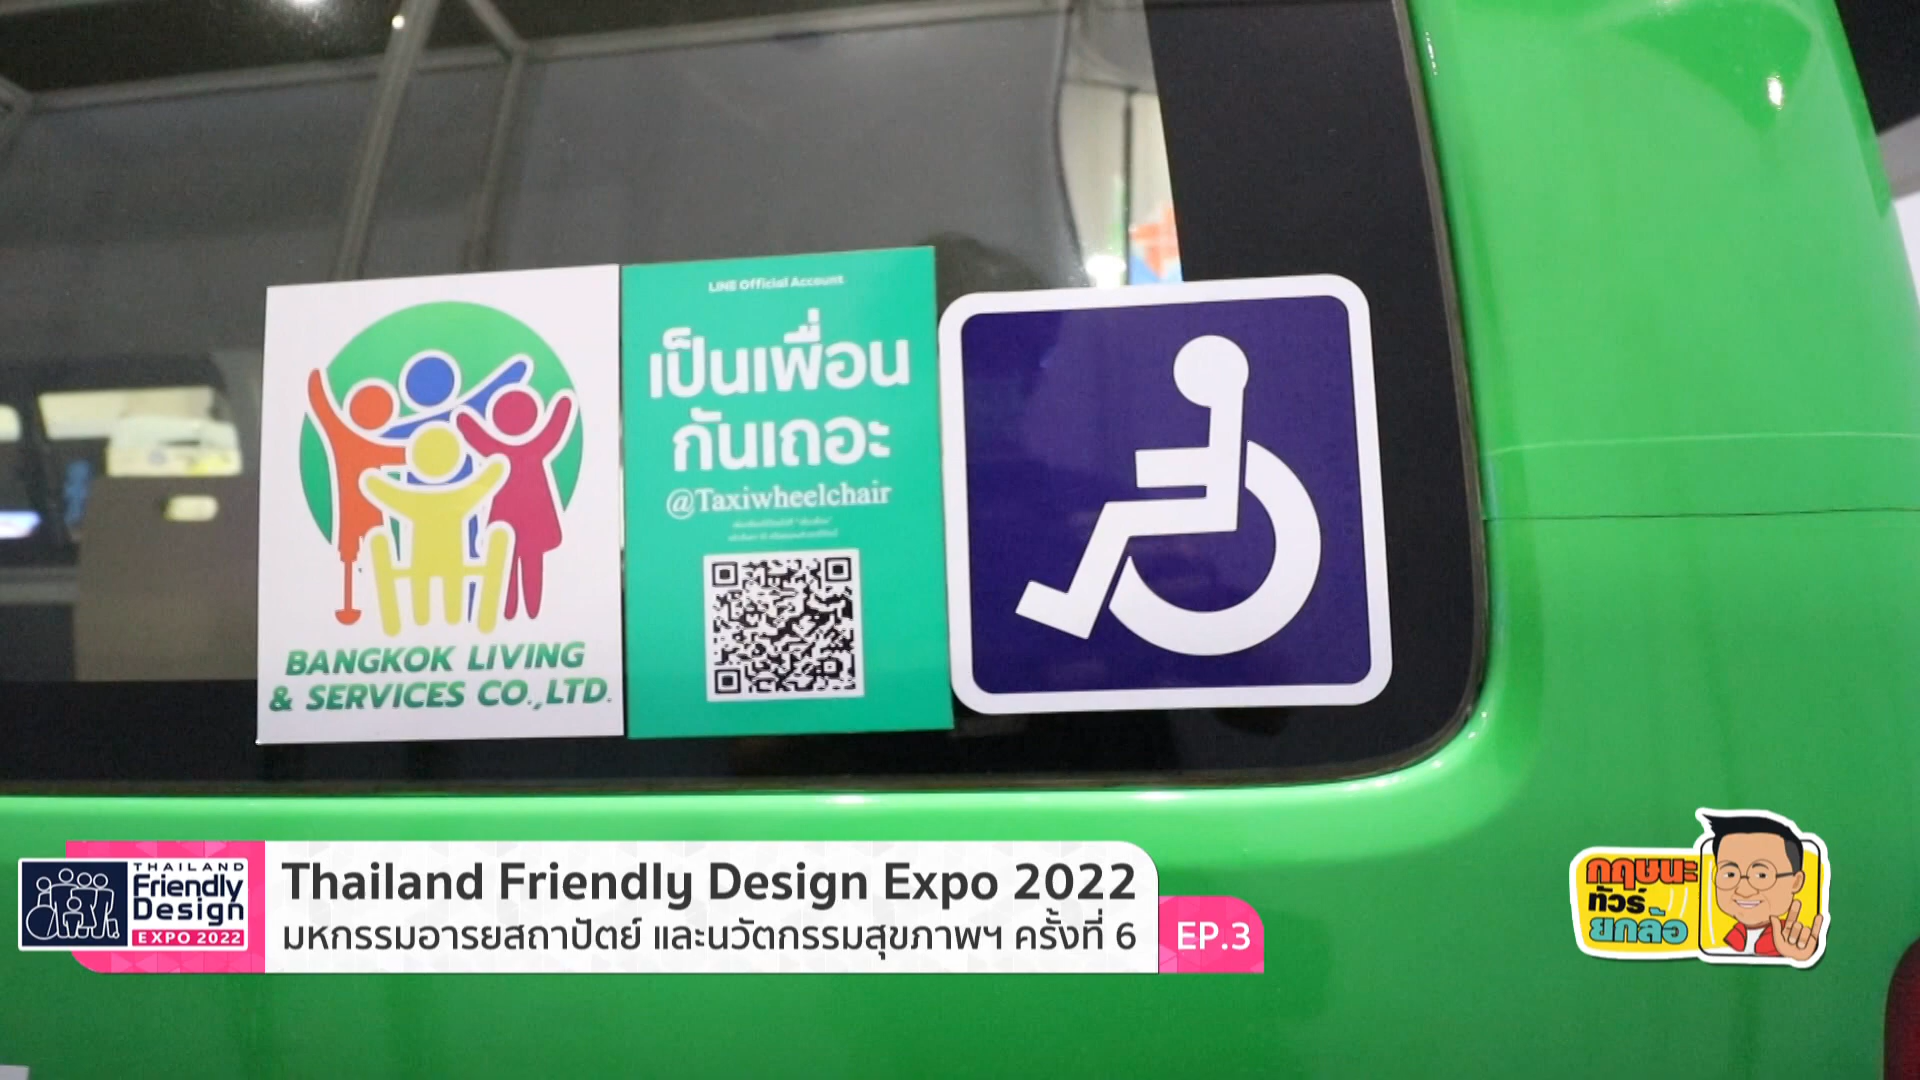 LINE Official Account
เป็นเพื่อน
กันเถอะ
@Taxiwheelchair
BANGKOK LIVING
& SERVICES CO.,LTD.
THAILAND
Friendly
Design
EXPO 2022
Thailand Friendly Design Expo 2022
มหกรรมอารยสถาปัตย์ และนวัตกรรมสุขภาพฯ ครั้งที่ 6
EP.3
กฤษนะ
ทัวร์
ยกล้อ